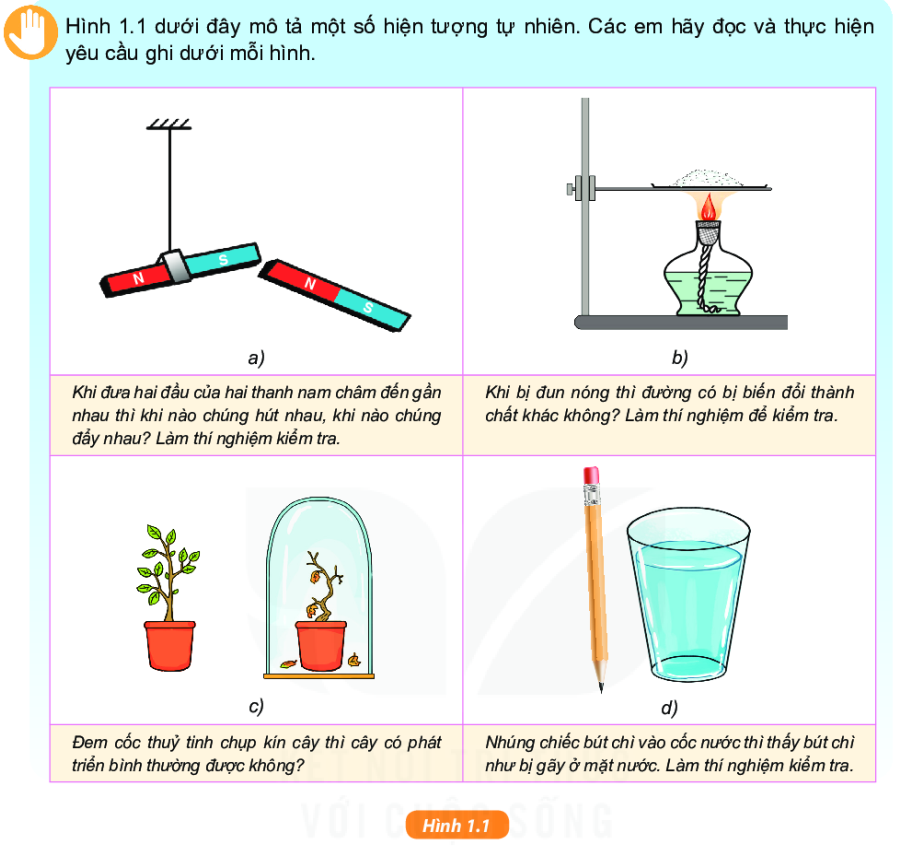 Hình 1.1 dưới đây mô tả một số hiện tượng tự nhiên. Các em hãy đọc và thực hiện
yêu cầu ghi dưới mỗi hình.
N
S
N
S
a)
b)
Khi đưa hai đầu của hai thanh nam châm đến gần
nhau thì khi nào chúng hút nhau, khi nào chúng
đẩy nhau? Làm thí nghiệm kiểm tra.
Khi bị đun nóng thì đường có bị biến đổi thành
chất khác không? Làm thí nghiệm để kiểm tra.
c)
d)
Đem cốc thuỷ tinh chụp kín cây thì cây có phát
triển bình thường được không?
Nhúng chiếc bút chì vào cốc nước thì thấy bút chì
như bị gãy ở mặt nước. Làm thí nghiệm kiểm tra.
VỚI CUỘC SỐNG
Hình 1.1